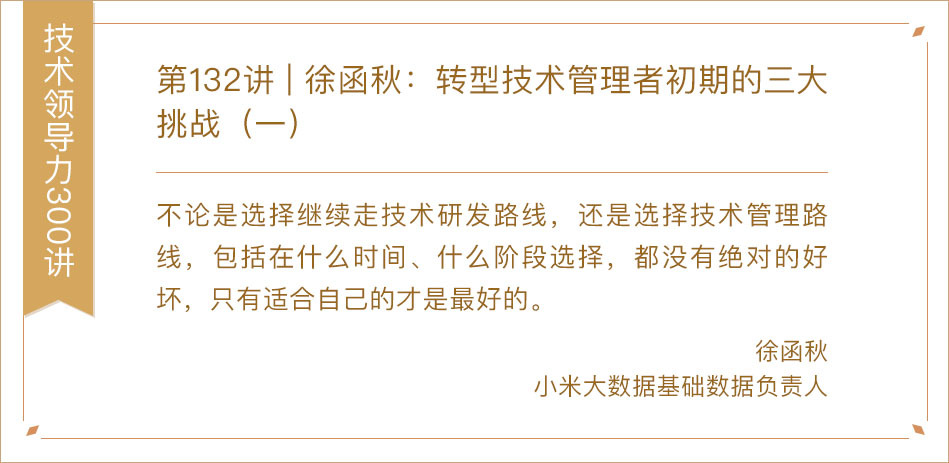 技术领导力300讲
第132讲 | 徐函秋：转型技术管理者初期的三大
挑战（一）
不论是选择继续走技术研发路线，还是选择技术管理路
线，包括在什么时间、什么阶段选择，都没有绝对的好
坏，只有适合自己的才是最好的。
徐函秋
小米大数据基础数据负责人